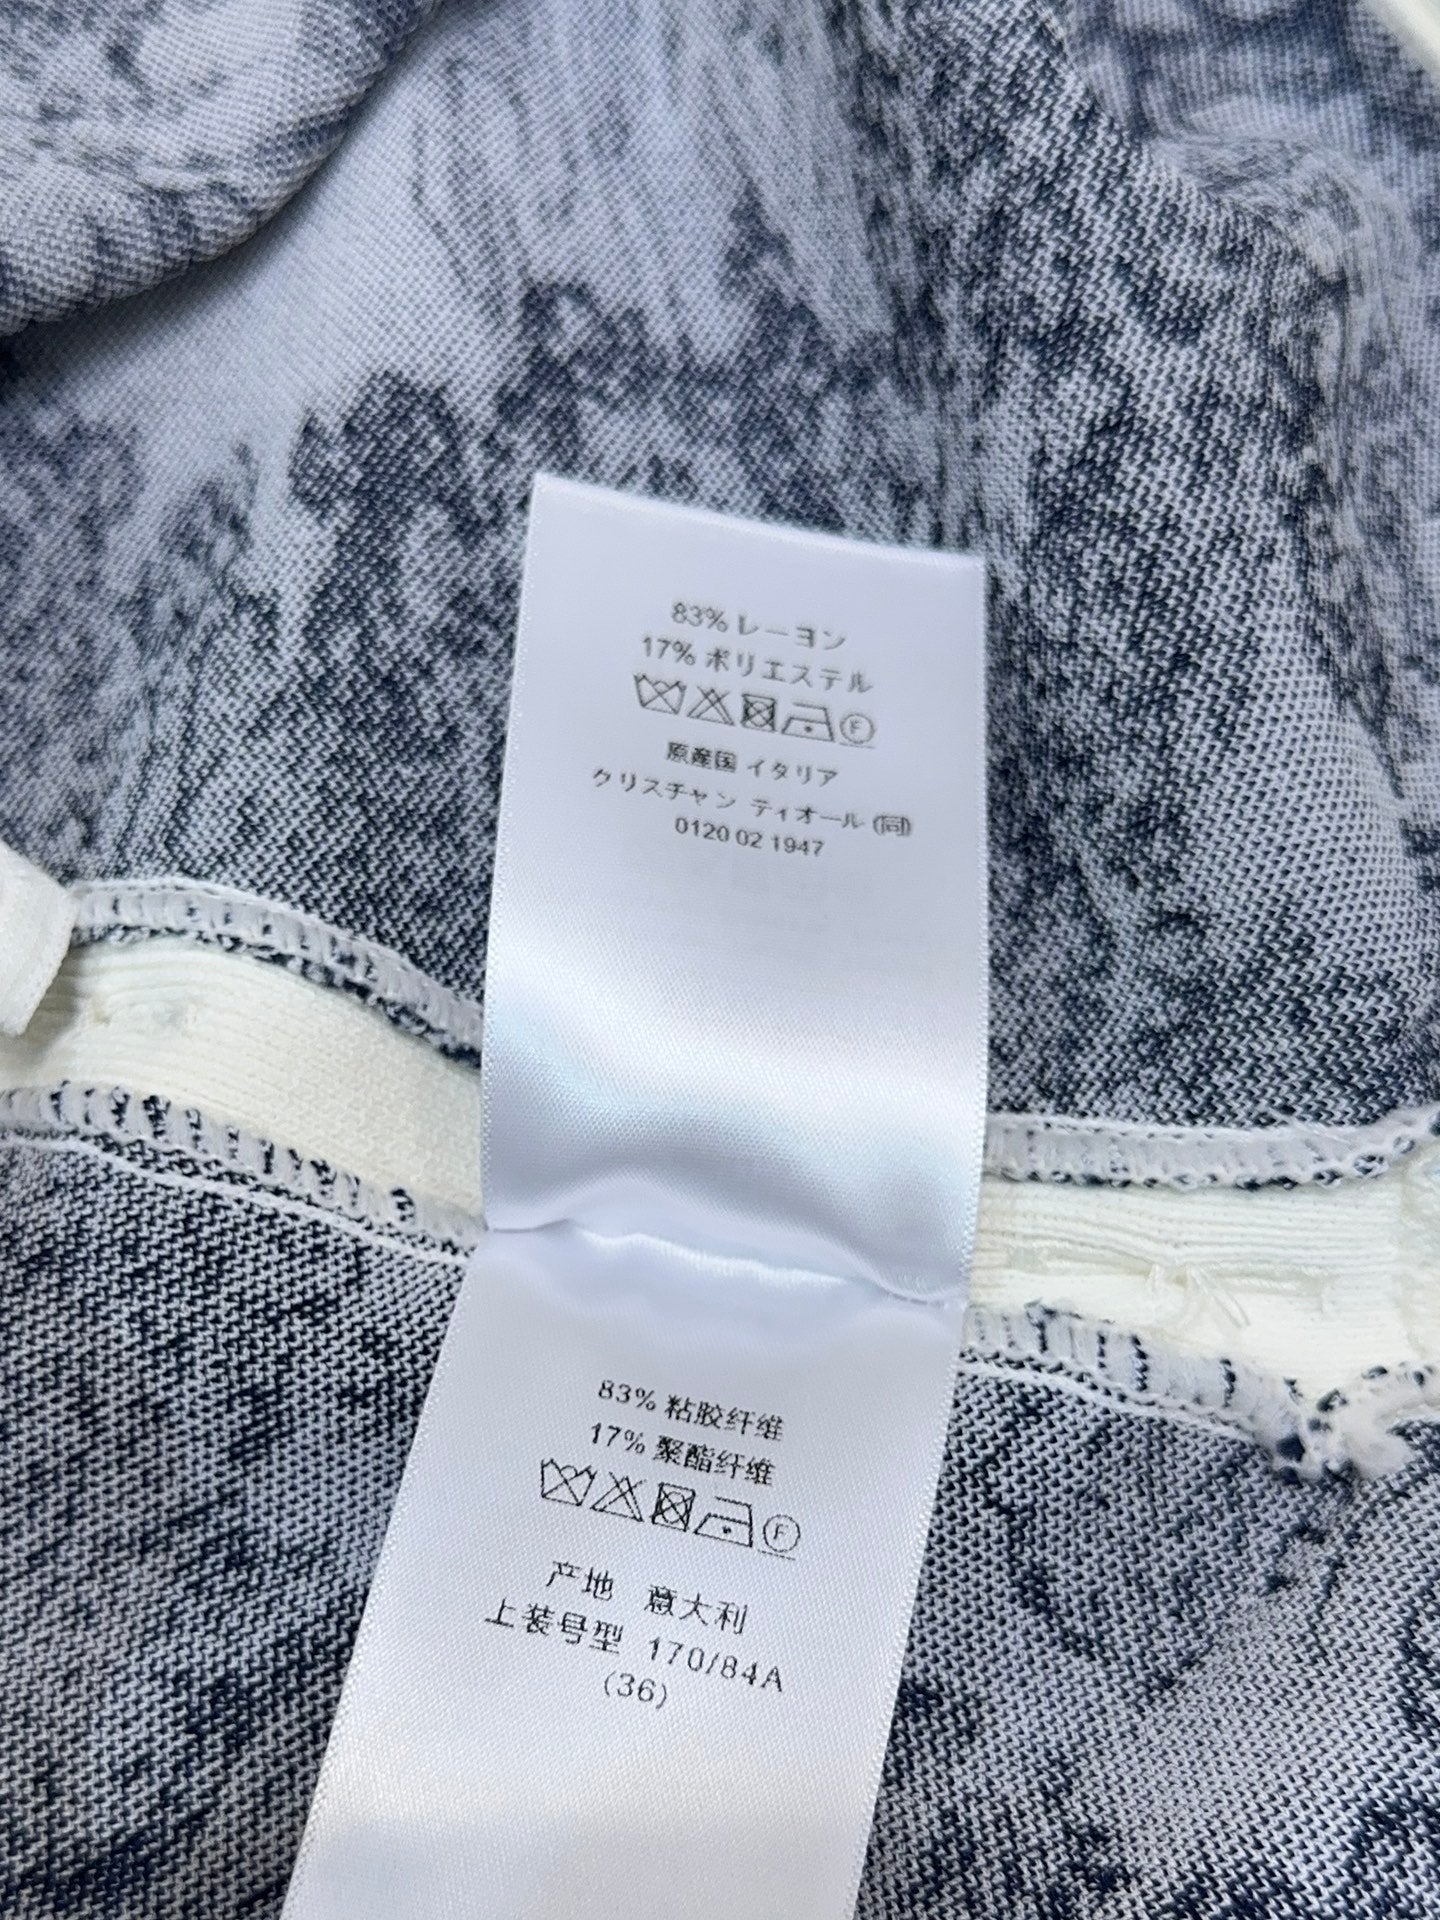 83% レーヨン
17% ポリエステル
F
原産国 イタリア
クリスチャン ディオール (同)
0120 02 1947
83% 粘胶纤维
17% 聚酯纤维
F
产地 意大利
上装号型 170/84A
(36)